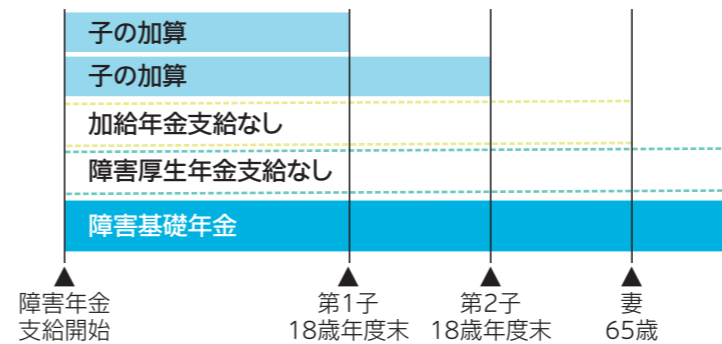 子の加算
子の加算
加給年金支給なし
障害厚生年金支給なし
障害基礎年金
▲
▲
▲
▲
障害年金
支給開始
第1子
18歳年度末
第2子
18歳年度末
妻
65歳